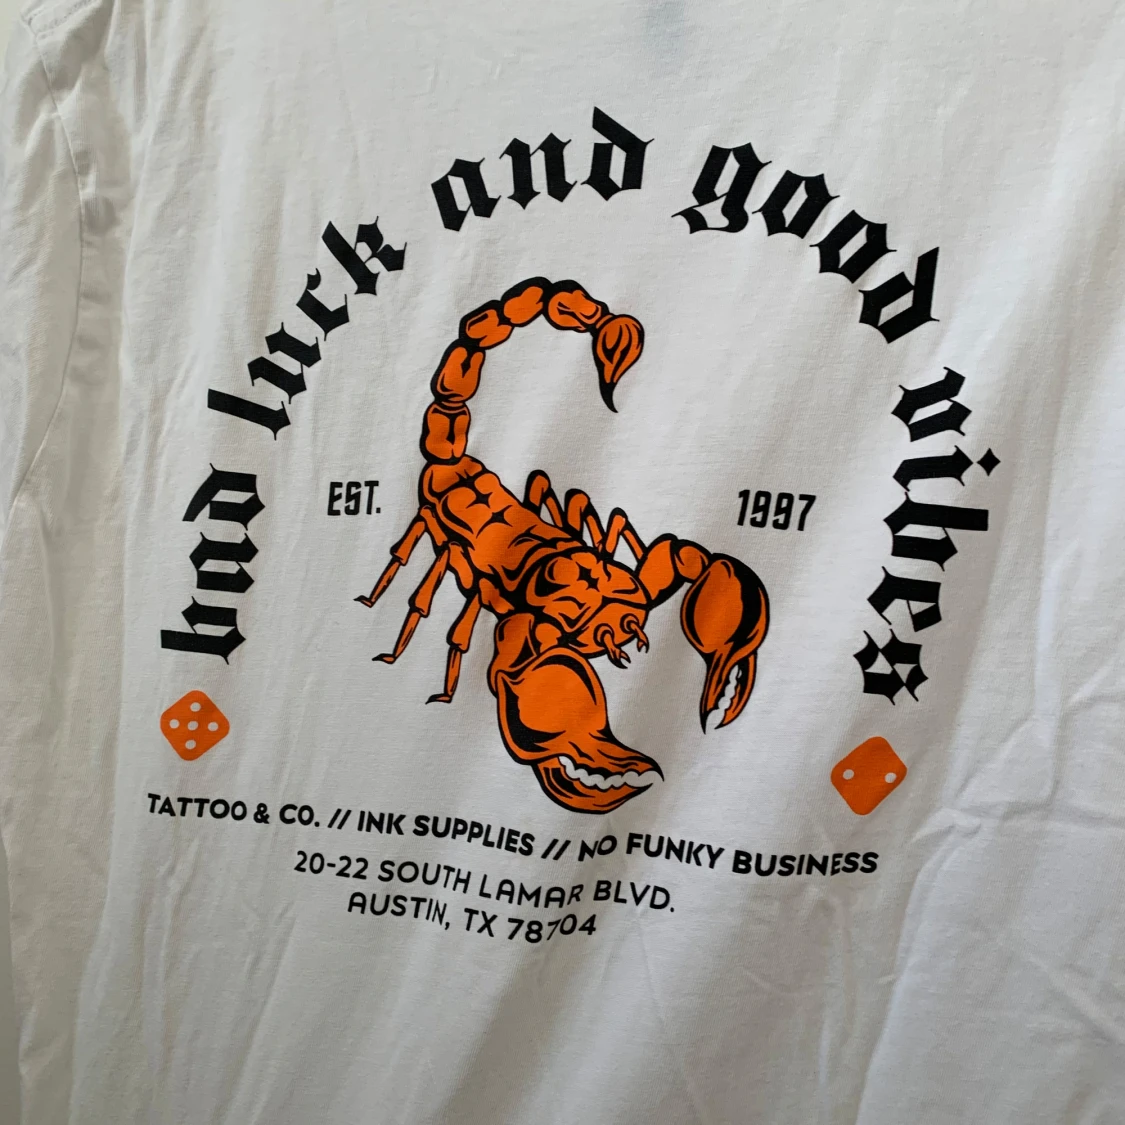 bad luck and good vibes
EST. 1997
TATTOO & CO. // INK SUPPLIES // NO FUNKY BUSINESS
20-22 SOUTH LAMAR BLVD.
AUSTIN, TX 78704